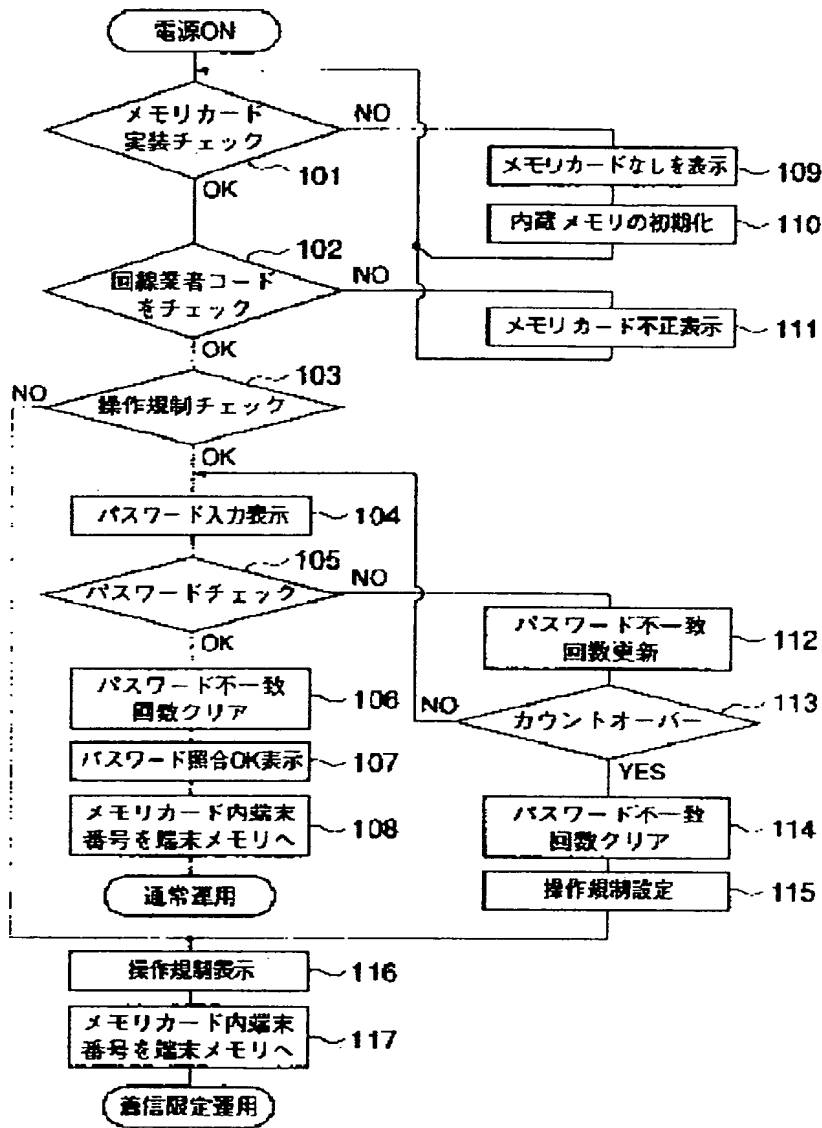 電源ON
メモリカード
実装チェック
NO
101
OK
メモリカードなしを表示
109
内蔵メモリの初期化
110
102
回線業者コード
をチェック
NO
OK
メモリカード不正表示
111
103
NO
操作規制チェック
OK
パスワード入力表示
104
105
パスワードチェック
NO
OK
パスワード不一致
回数更新
112
パスワード不一致
回数クリア
106
113
NO
カウントオーバー
YES
パスワード照合OK表示
107
メモリカード内端末
番号を端末メモリへ
108
パスワード不一致
回数クリア
114
通常運用
操作規制設定
115
操作規制表示
116
メモリカード内端末
番号を端末メモリへ
117
着信限定運用